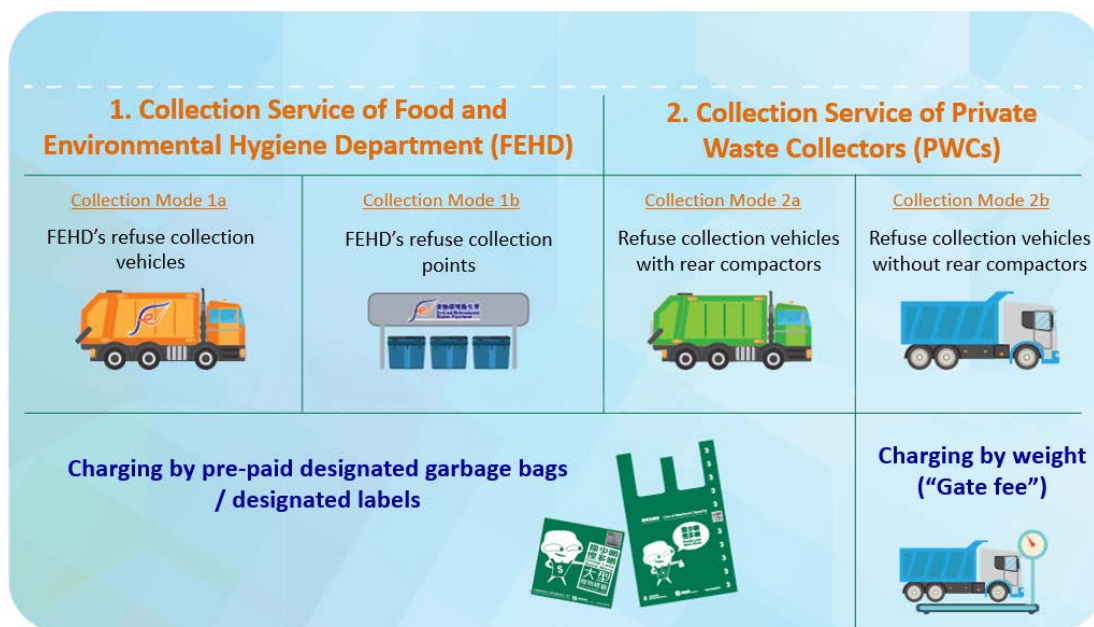 1. Collection Service of Food and
Environmental Hygiene Department (FEHD)
2. Collection Service of Private
Waste Collectors (PWCs)
Collection Mode 1a
FEHD's refuse collection
vehicles
Collection Mode 1b
FEHD's refuse collection
points
Collection Mode 2a
Refuse collection vehicles
with rear compactors
Collection Mode 2b
Refuse collection vehicles
without rear compactors
Charging by pre-paid designated garbage bags
/ designated labels
Charging by weight
("Gate fee")
大型